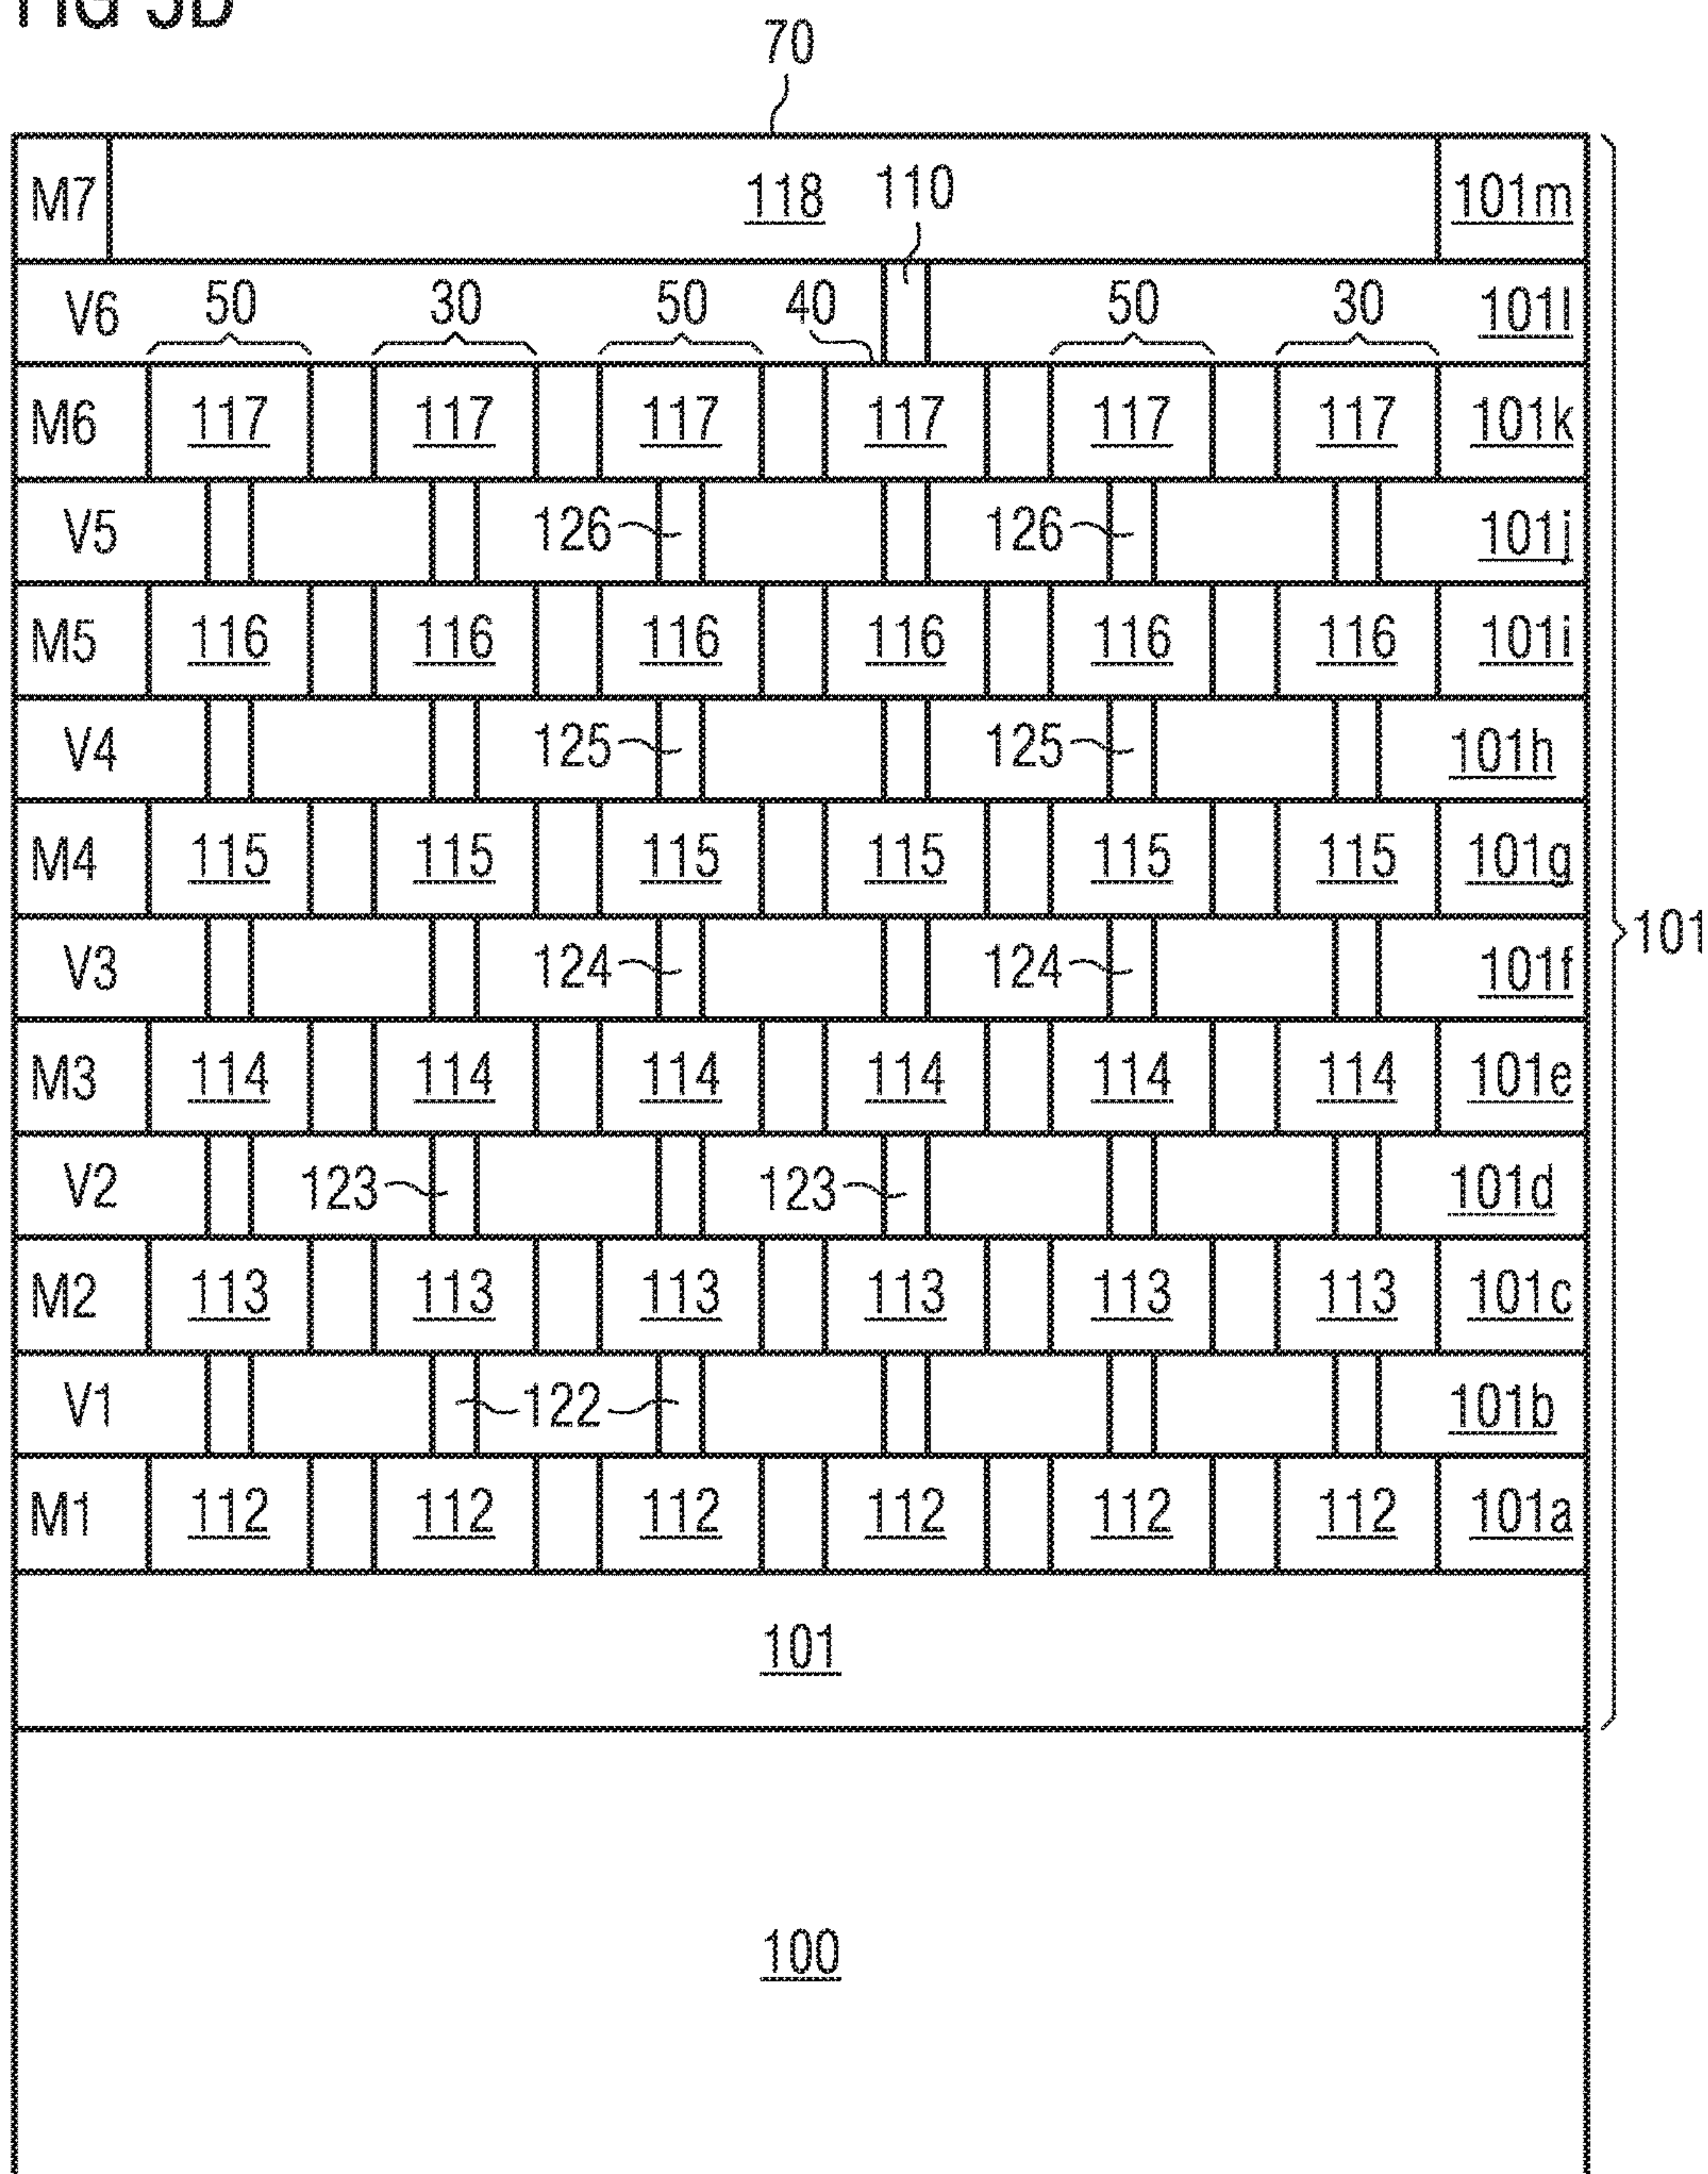 70
M7 118 110 101m
V6 50 30 50 40 50 30 101l
M6 117 117 117 117 117 117 101k
V5 126 126 101j
M5 116 116 116 116 116 116 101i
V4 125 125 101h
M4 115 115 115 115 115 115 101g
101
V3 124 124 101f
M3 114 114 114 114 114 114 101e
V2 123 123 101d
M2 113 113 113 113 113 113 101c
V1 122 101b
M1 112 112 112 112 112 112 101a
101
100